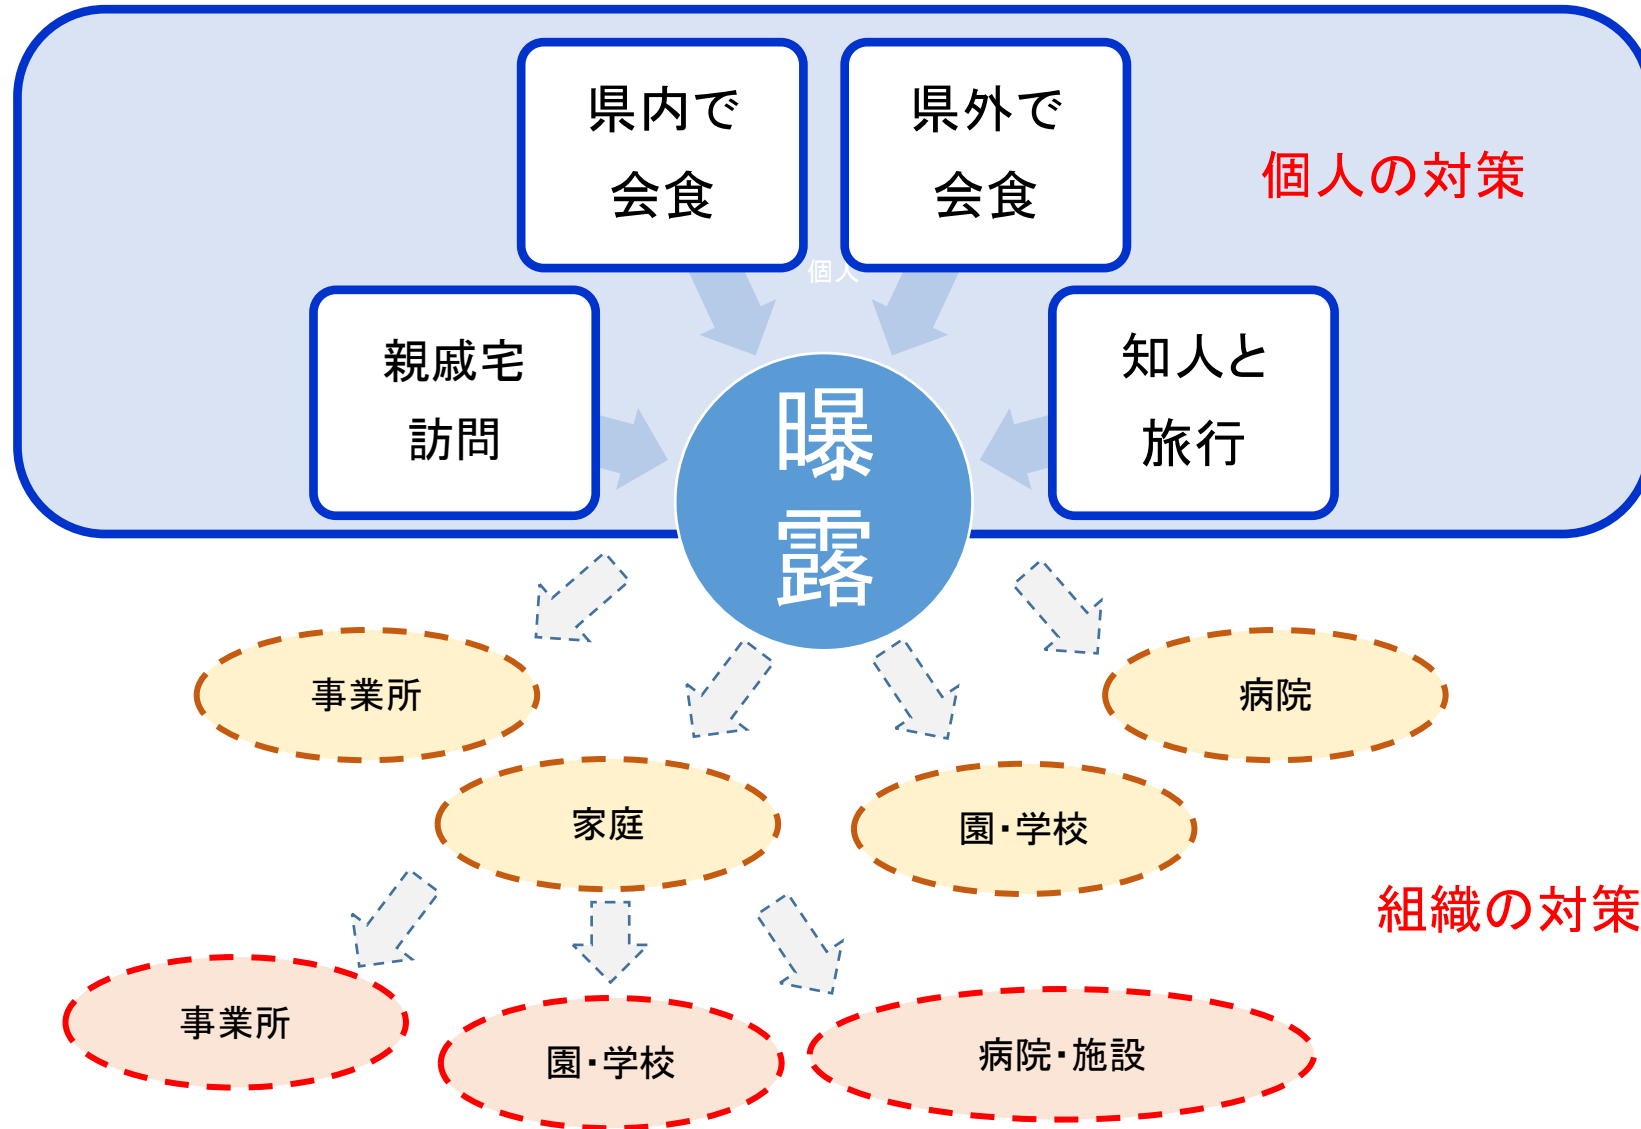 県内で
会食
県外で
会食
個人の対策
個人
親戚宅
訪問
知人と
旅行
曝
露
事業所
病院
家庭
園・学校
組織の対策
事業所
園・学校
病院・施設